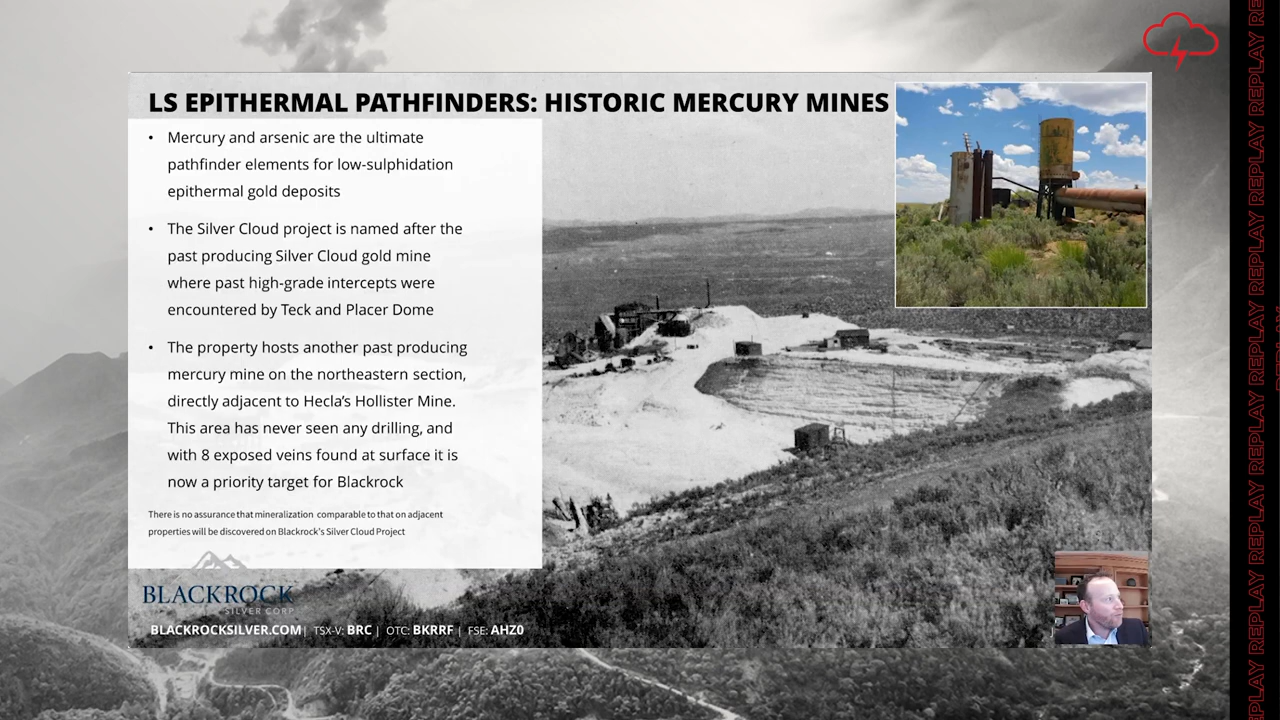 LS EPITHERMAL PATHFINDERS: HISTORIC MERCURY MINES
• Mercury and arsenic are the ultimate
pathfinder elements for low-sulphidation
epithermal gold deposits
• The Silver Cloud project is named after the
past producing Silver Cloud gold mine
where past high-grade intercepts were
encountered by Teck and Placer Dome
• The property hosts another past producing
mercury mine on the northeastern section,
directly adjacent to Hecla's Hollister Mine.
This area has never seen any drilling, and
with 8 exposed veins found at surface it is
now a priority target for Blackrock
There is no assurance that mineralization comparable to that on adjacent
properties will be discovered on Blackrock's Silver Cloud Project
BLACKROCK
SILVER CORP
BLACKROCKSILVER.COM | TSX-V: BRC | OTC: BKRRF | FSE: AHZ0
REPLAY REPLAY REPLAY REPLAY REPLAY REPLAY REPLAY